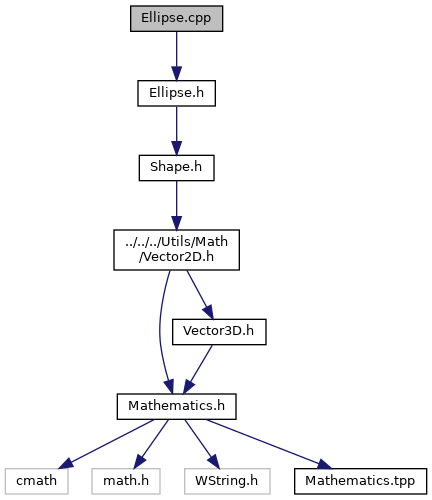 Ellipse.cpp
Ellipse.h
Shape.h
../../../Utils/Math
/Vector2D.h
Vector3D.h
Mathematics.h
cmath
math.h
WString.h
Mathematics.tpp